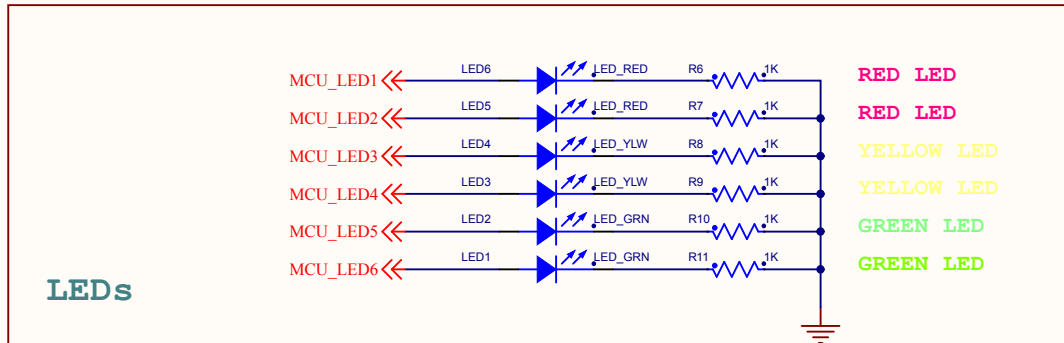 MCU_LED1 LED6 LED_RED R6 1K RED LED
MCU_LED2 LED5 LED_RED R7 1K RED LED
MCU_LED3 LED4 LED_YLW R8 1K YELLOW LED
MCU_LED4 LED3 LED_YLW R9 1K YELLOW LED
MCU_LED5 LED2 LED_GRN R10 1K GREEN LED
MCU_LED6 LED1 LED_GRN R11 1K GREEN LED
LEDs